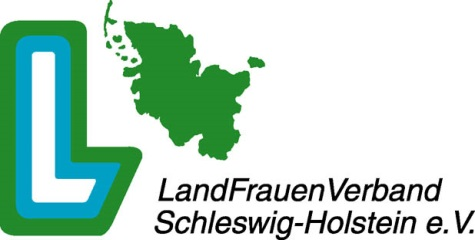 L
LandFrauenVerband
Schleswig-Holstein e.V.